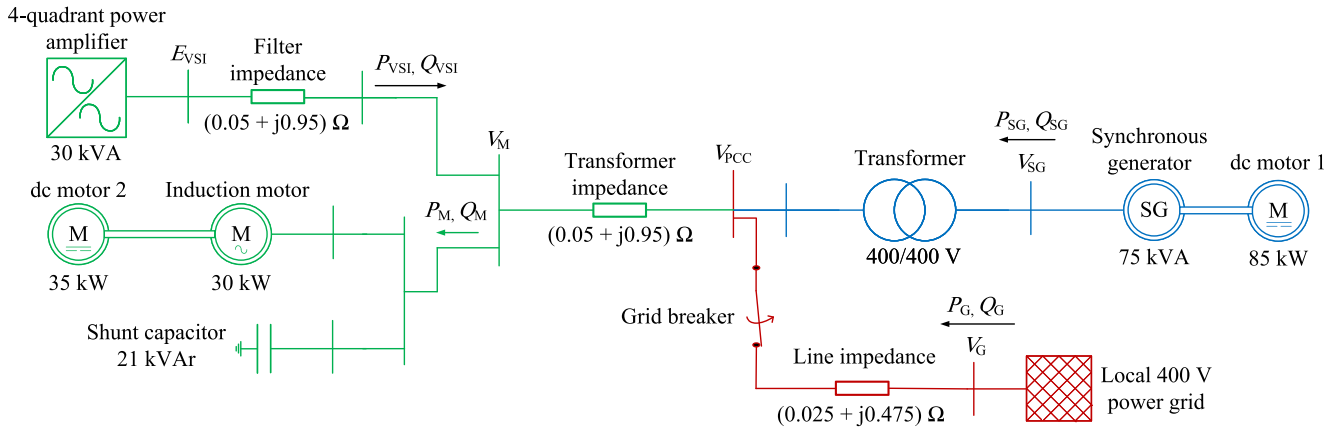 4-quadrant power
amplifier
E_VSI
Filter
impedance
P_VSI, Q_VSI
(0.05 + j0.95) Ω
30 kVA
V_M
dc motor 2
Induction motor
M
M
35 kW
30 kW
P_M, Q_M
Shunt capacitor
21 kVAr
Transformer
impedance
(0.05 + j0.95) Ω
V_PCC
Transformer
400/400 V
P_SG, Q_SG
V_SG
Synchronous
generator
dc motor 1
SG
M
75 kVA
85 kW
Grid breaker
Line impedance
(0.025 + j0.475) Ω
P_G, Q_G
V_G
Local 400 V
power grid